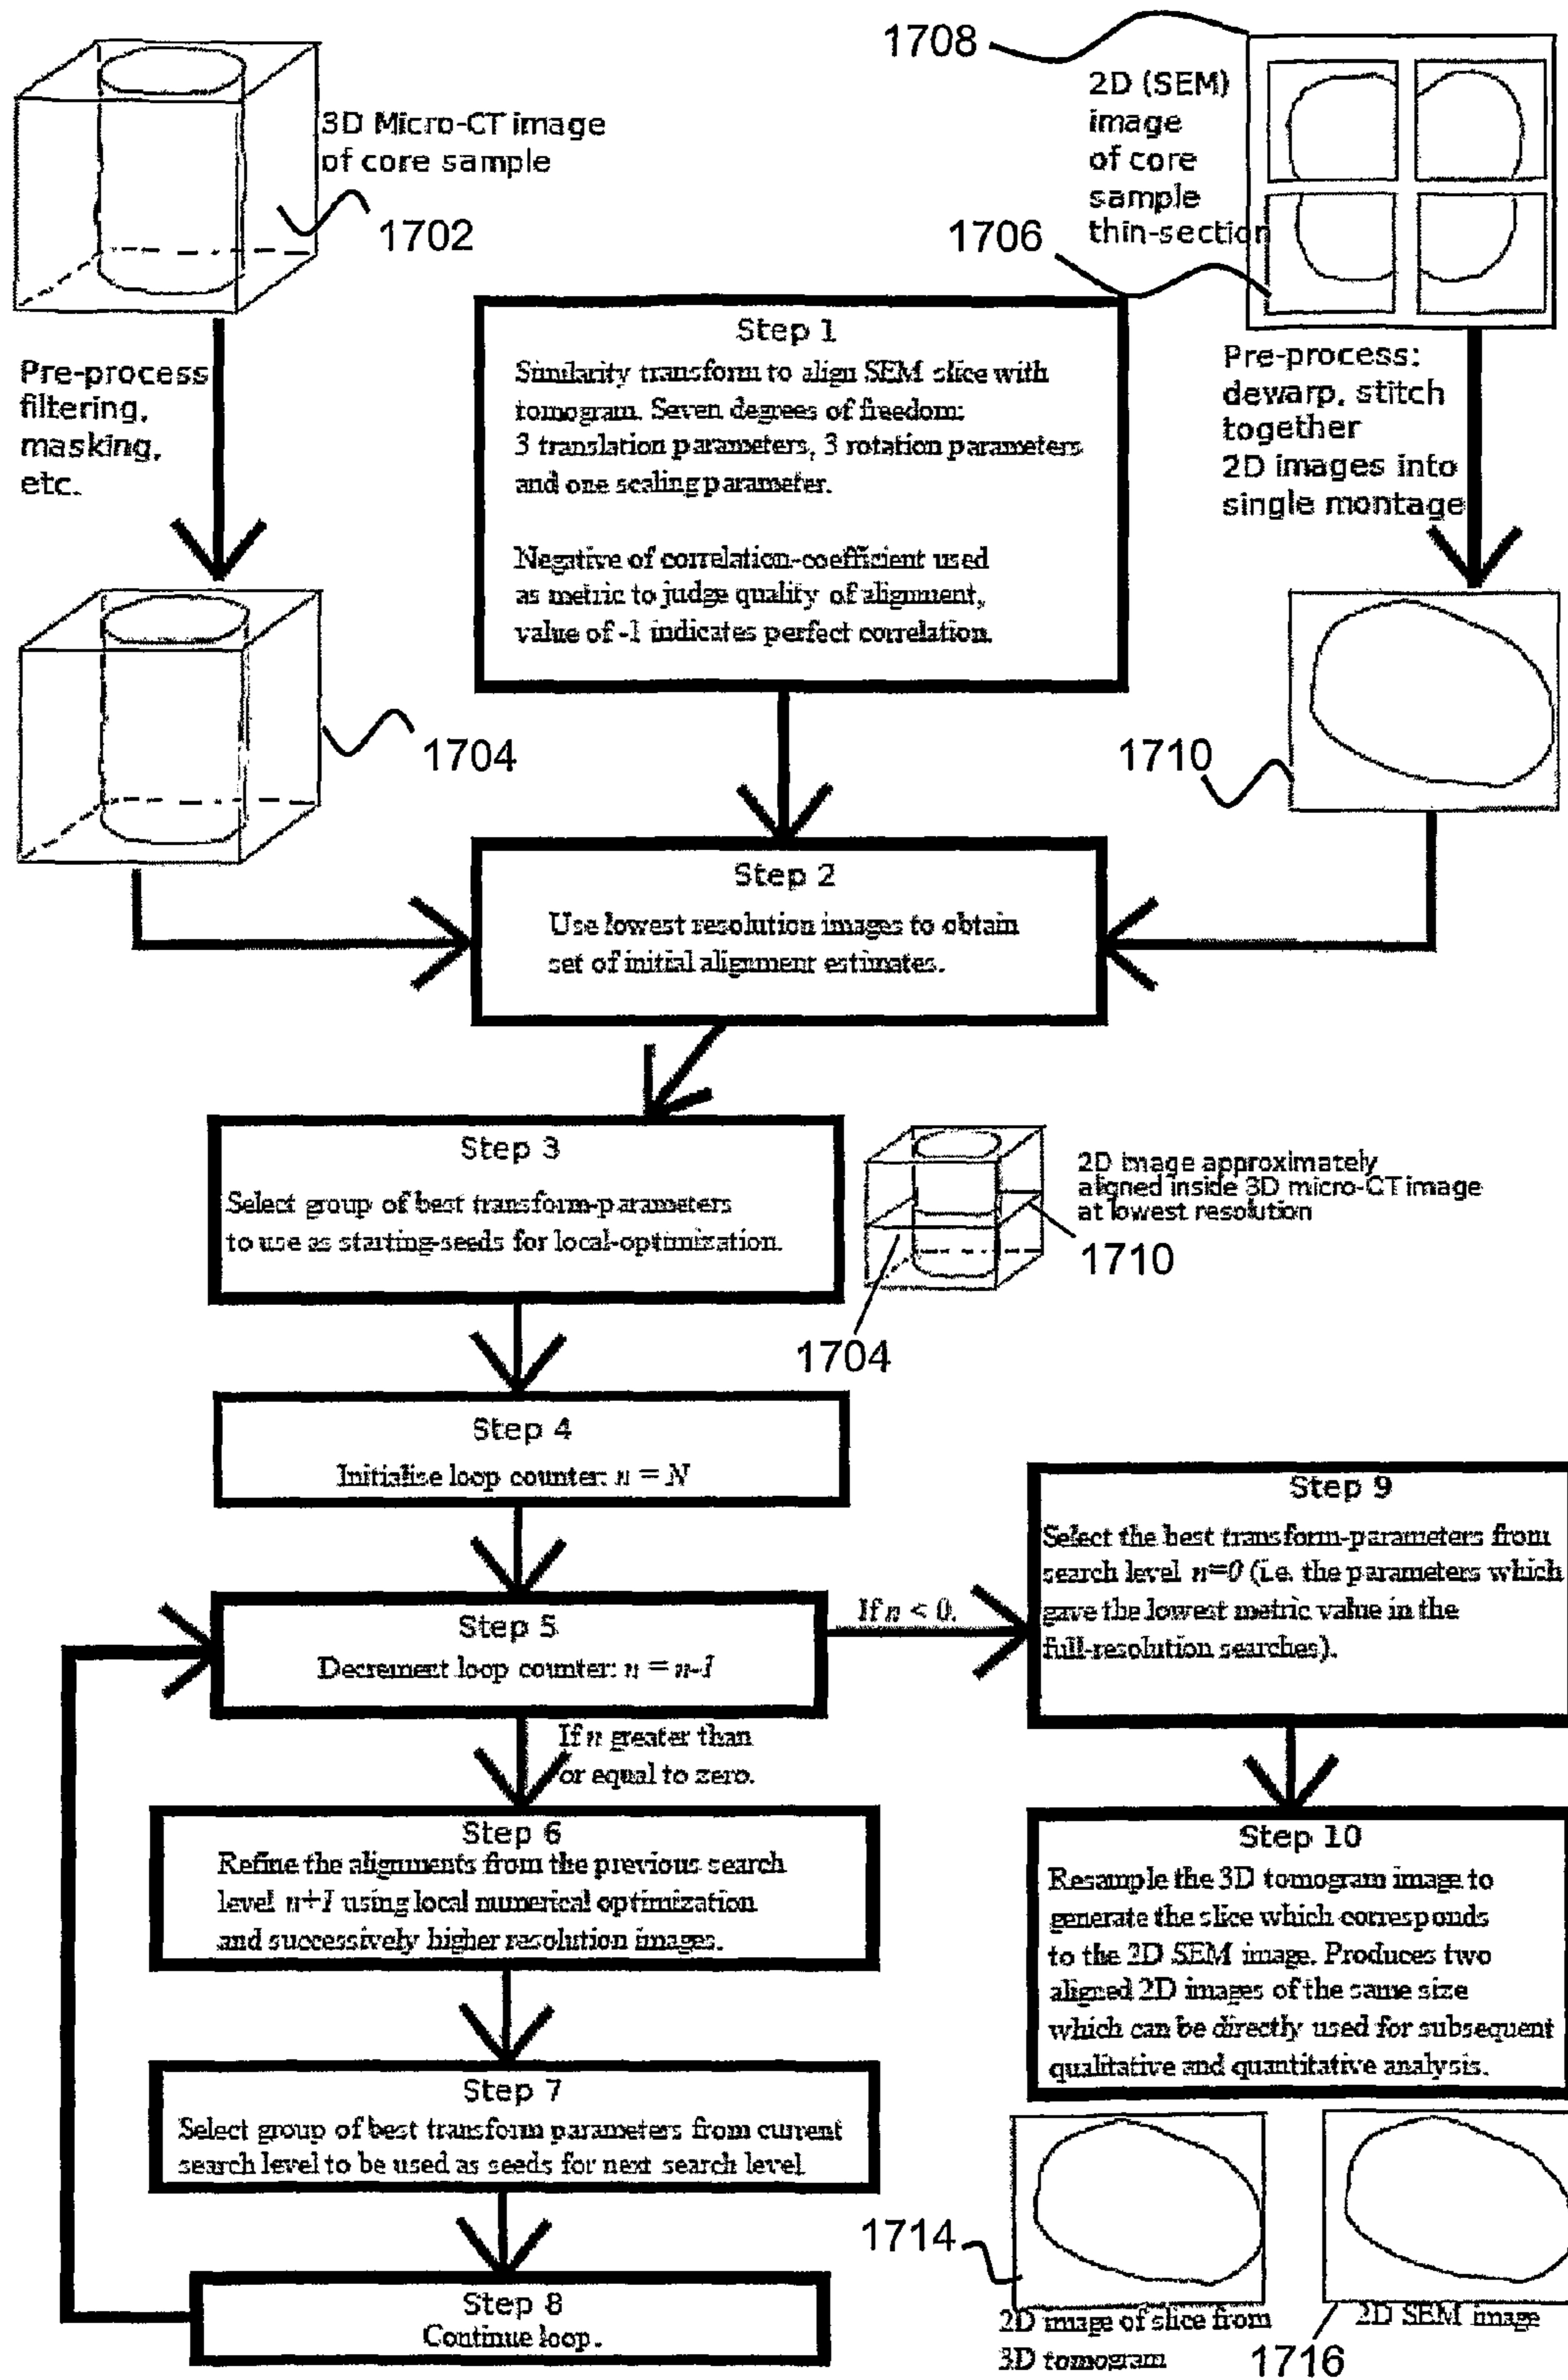 1708
3D Micro-CT image
of core sample
1702
2D (SEM)
image
of core
sample
thin-section
1706
Pre-process
filtering,
masking,
etc.
Step 1
Similarity transform to align SEM slice with
tomogram. Seven degrees of freedom:
3 translation parameters, 3 rotation parameters
and one scaling parameter.
Negative of correlation-coefficient used
as metric to judge quality of alignment,
value of -1 indicates perfect correlation.
Pre-process:
dewarp, stitch
together
2D images into
single montage
1704
1710
Step 2
Use lowest resolution images to obtain
set of initial alignment estimates.
Step 3
Select group of best transform-parameters
to use as starting-seeds for local-optimization.
2D image approximately
aligned inside 3D micro-CT image
at lowest resolution
1710
1704
Step 4
Initialise loop counter: n = N
Step 5
Decrement loop counter: n = n-1
If n < 0.
If n greater than
or equal to zero.
Step 6
Refine the alignments from the previous search
level n+1 using local numerical optimization
and successively higher resolution images.
Step 7
Select group of best transform parameters from current
search level to be used as seeds for next search level
Step 8
Continue loop.
Step 9
Select the best transform-parameters from
search level n=0 (i.e. the parameters which
gave the lowest metric value in the
full-resolution searches).
Step 10
Resample the 3D tomogram image to
generate the slice which corresponds
to the 2D SEM image. Produces two
aligned 2D images of the same size
which can be directly used for subsequent
qualitative and quantitative analysis.
1714
2D image of slice from
3D tomogram
2D SEM image
1716